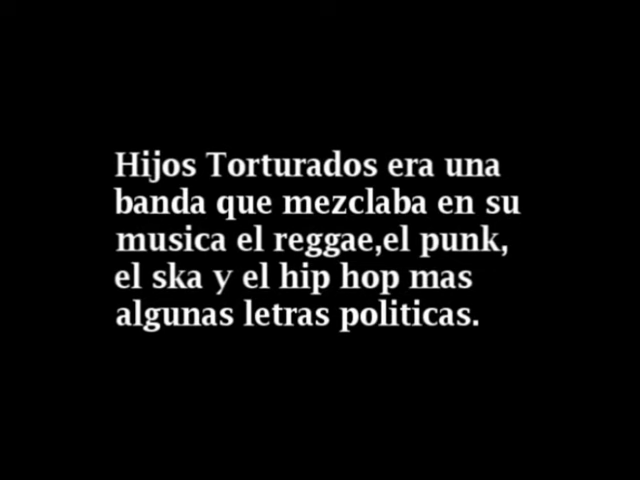 Hijos Torturados era una
banda que mezclaba en su
musica el reggae,el punk,
el ska y el hip hop mas
algunas letras politicas.